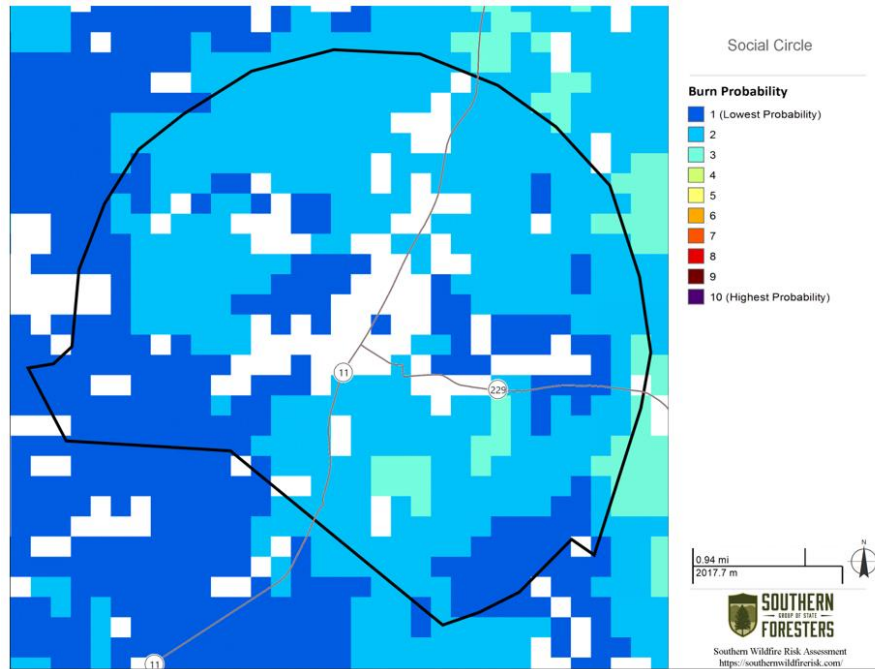 Social Circle
Burn Probability
1 (Lowest Probability)
2
3
4
5
6
7
8
9
10 (Highest Probability)
11
229
11
N
0.94 mi
2017.7 m
SOUTHERN
GROUP OF STATE
FORESTERS
Southern Wildfire Risk Assessment
https://southernwildfirerisk.com/